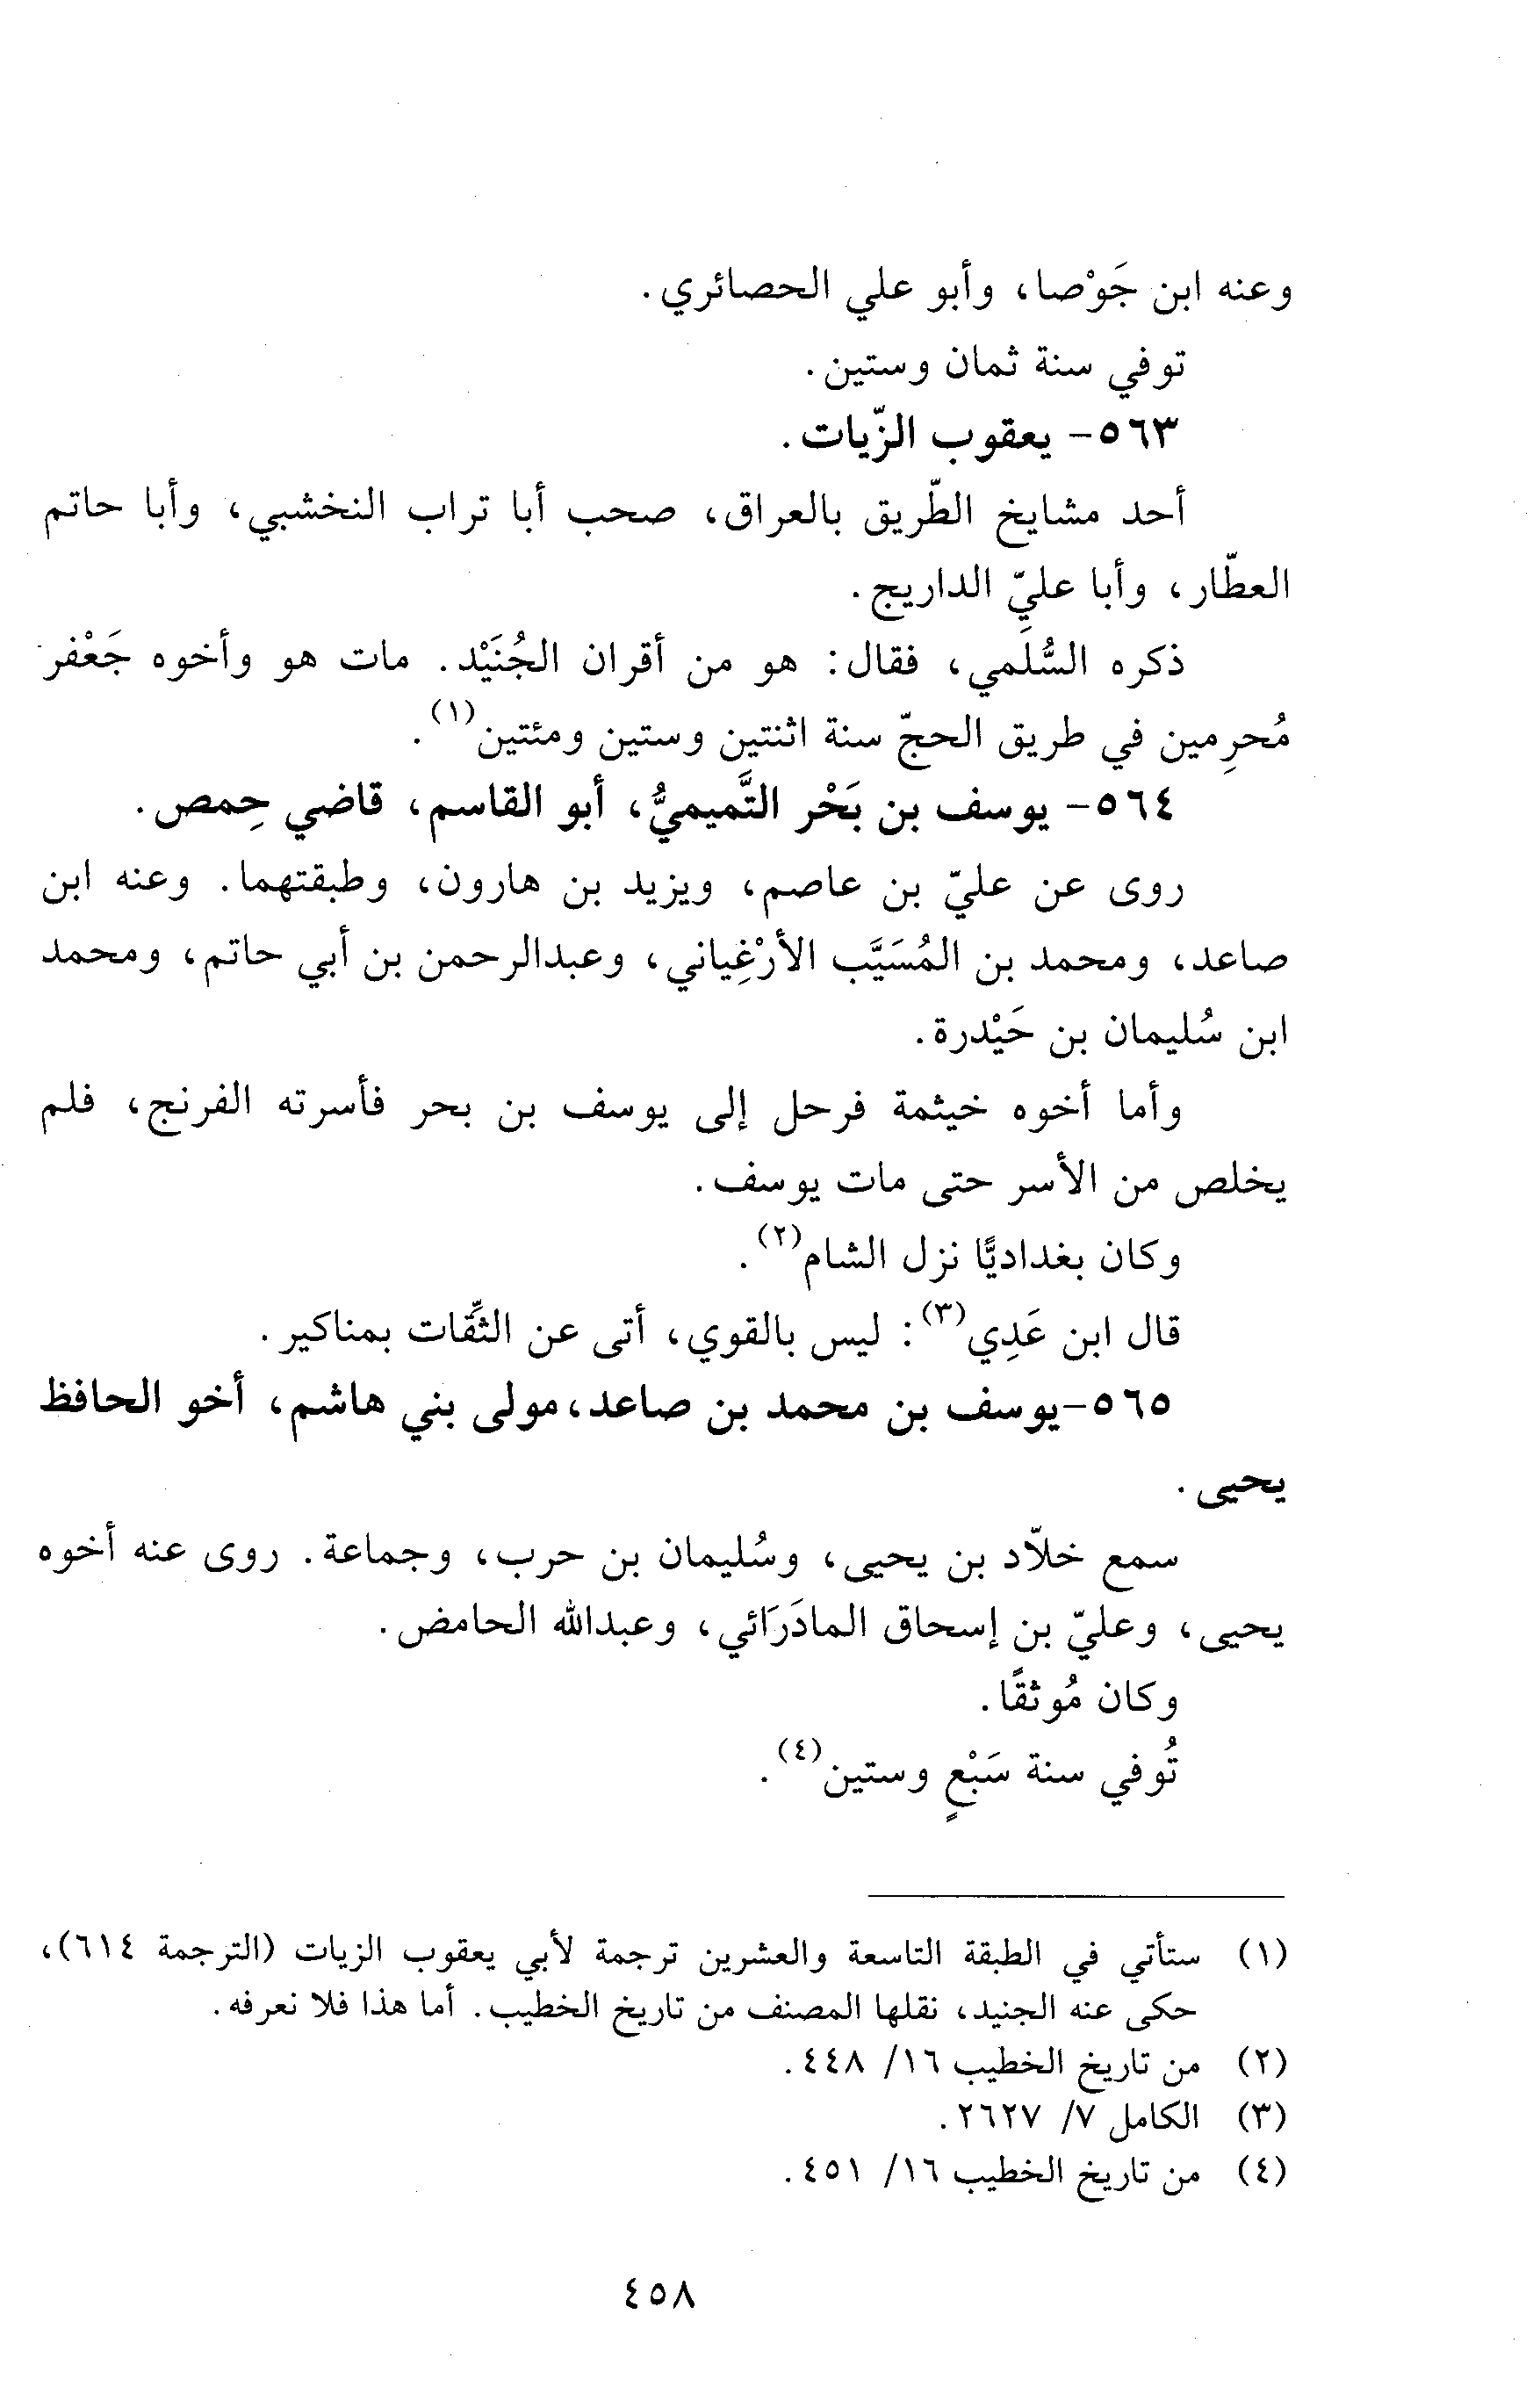 وعنه ابن جَوْصا، وأبو علي الحصائري.
توفي سنة ثمان وستين.
٥٦٣- يعقوب الزّيات.
أحد مشايخ الطّريق بالعراق، صحب أبا تراب النخشبي، وأبا حاتم
العطّار، وأبا عليّ الداريج.
ذكره السُّلَمي، فقال: هو من أقران الجُنَيْد. مات هو وأخوه جَعْفر
مُحرِمين في طريق الحجّ سنة اثنتين وستين ومئتين(١).
٥٦٤- يوسف بن بَحْر التَّميميُّ، أبو القاسم، قاضي حِمص.
روى عن عليّ بن عاصم، ويزيد بن هارون، وطبقتهما. وعنه ابن
صاعد، ومحمد بن المُسَيَّب الأرْغِياني، وعبدالرحمن بن أبي حاتم، ومحمد
ابن سُليمان بن حَيْدرة.
وأما أخوه خيثمة فرحل إلى يوسف بن بحر فأسرته الفرنج، فلم
يخلص من الأسر حتى مات يوسف.
وكان بغداديًّا نزل الشام(٢).
قال ابن عَدِي(٣): ليس بالقوي، أتى عن الثِّقات بمناكير.
٥٦٥-يوسف بن محمد بن صاعد،مولى بني هاشم، أخو الحافظ
يحيى.
سمع خلاّد بن يحيى، وسُليمان بن حرب، وجماعة. روى عنه أخوه
يحيى، وعليّ بن إسحاق المادَرَائي، وعبدالله الحامض.
وكان مُوثقًا.
تُوفي سنة سَبْعٍ وستين(٤).
(١) ستأتي في الطبقة التاسعة والعشرين ترجمة لأبي يعقوب الزيات (الترجمة ٦١٤)،
حكى عنه الجنيد، نقلها المصنف من تاريخ الخطيب. أما هذا فلا نعرفه.
(٢) من تاريخ الخطيب ١٦/ ٤٤٨.
(٣) الكامل ٧/ ٢٦٢٧.
(٤) من تاريخ الخطيب ١٦/ ٤٥١.
٤٥٨